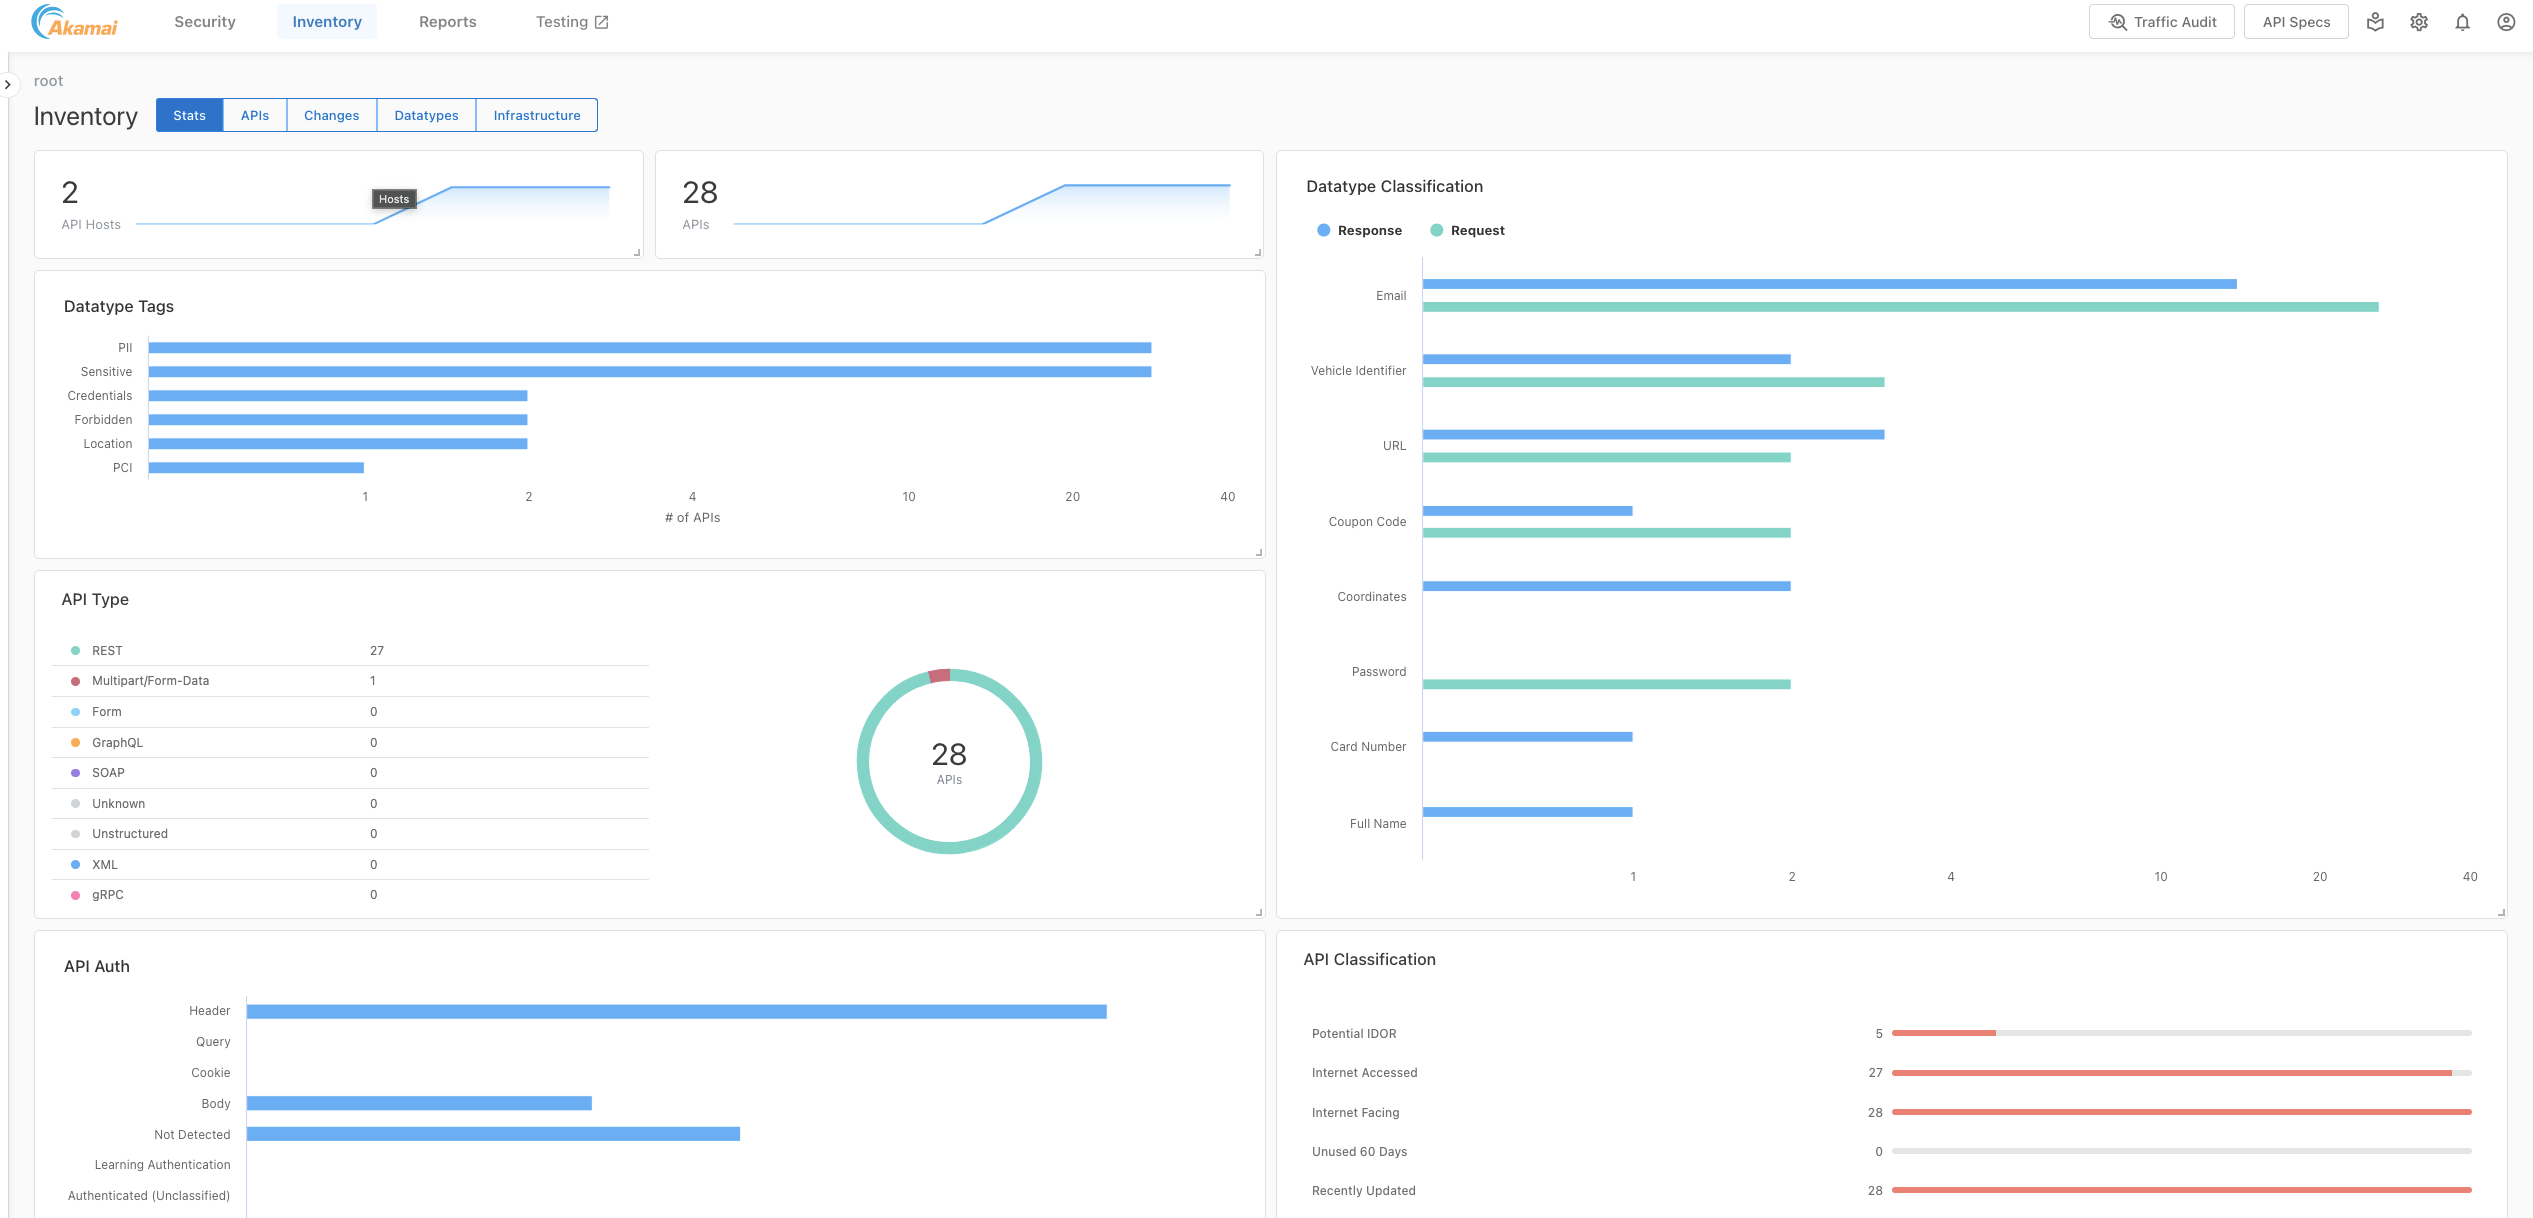 Akamai
Security
Inventory
Reports
Testing
Traffic Audit
API Specs
root
Inventory
Stats
APIs
Changes
Datatypes
Infrastructure
2
API Hosts
Hosts
28
APIs
Datatype Tags
PII
Sensitive
Credentials
Forbidden
Location
PCI
1 2 4 10 20 40
# of APIs
API Type
REST 27
Multipart/Form-Data 1
Form 0
GraphQL 0
SOAP 0
Unknown 0
Unstructured 0
XML 0
gRPC 0
28
APIs
Datatype Classification
Response Request
Email
Vehicle Identifier
URL
Coupon Code
Coordinates
Password
Card Number
Full Name
1 2 4 10 20 40
API Auth
Header
Query
Cookie
Body
Not Detected
Learning Authentication
Authenticated (Unclassified)
API Classification
Potential IDOR 5
Internet Accessed 27
Internet Facing 28
Unused 60 Days 0
Recently Updated 28